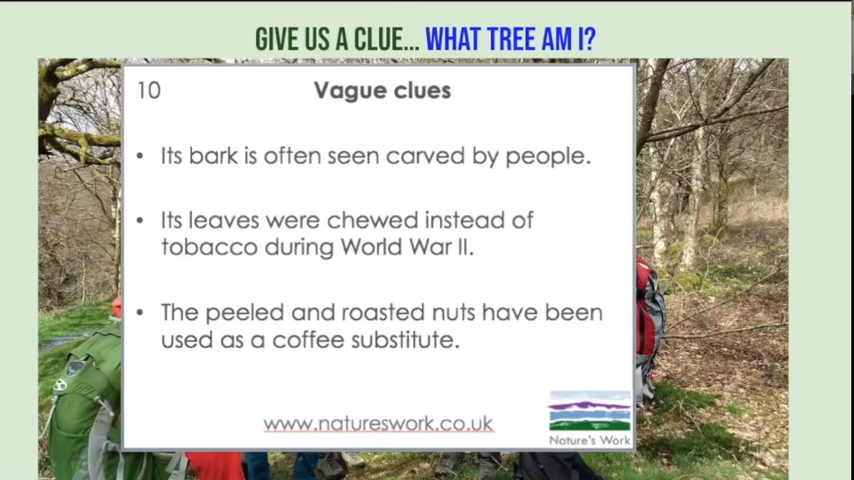 GIVE US A CLUE... WHAT TREE AM I?
10 Vague clues
• Its bark is often seen carved by people.
• Its leaves were chewed instead of
tobacco during World War II.
• The peeled and roasted nuts have been
used as a coffee substitute.
www.natureswork.co.uk
Nature's Work